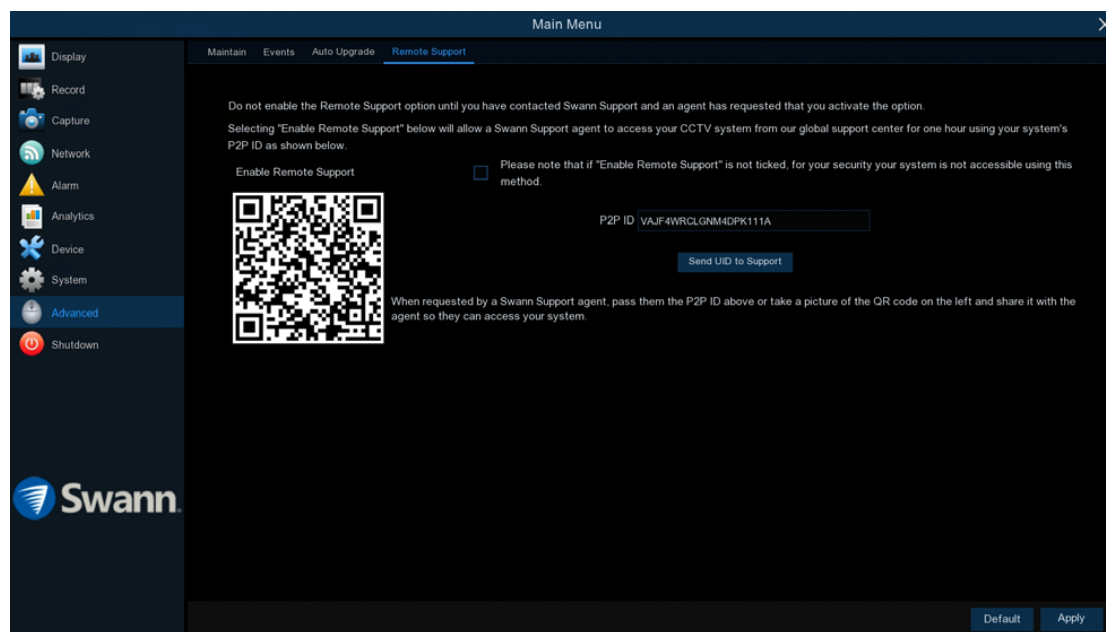 Main Menu
Display
Record
Capture
Network
Alarm
Analytics
Device
System
Advanced
Shutdown
Swann
Maintain Events Auto Upgrade Remote Support
Do not enable the Remote Support option until you have contacted Swann Support and an agent has requested that you activate the option.
Selecting "Enable Remote Support" below will allow a Swann Support agent to access your CCTV system from our global support center for one hour using your system's
P2P ID as shown below.
Enable Remote Support
Please note that if "Enable Remote Support" is not ticked, for your security your system is not accessible using this
method.
P2P ID VAJF4WRCLGNM4DPK111A
Send UID to Support
When requested by a Swann Support agent, pass them the P2P ID above or take a picture of the QR code on the left and share it with the
agent so they can access your system.
Default Apply